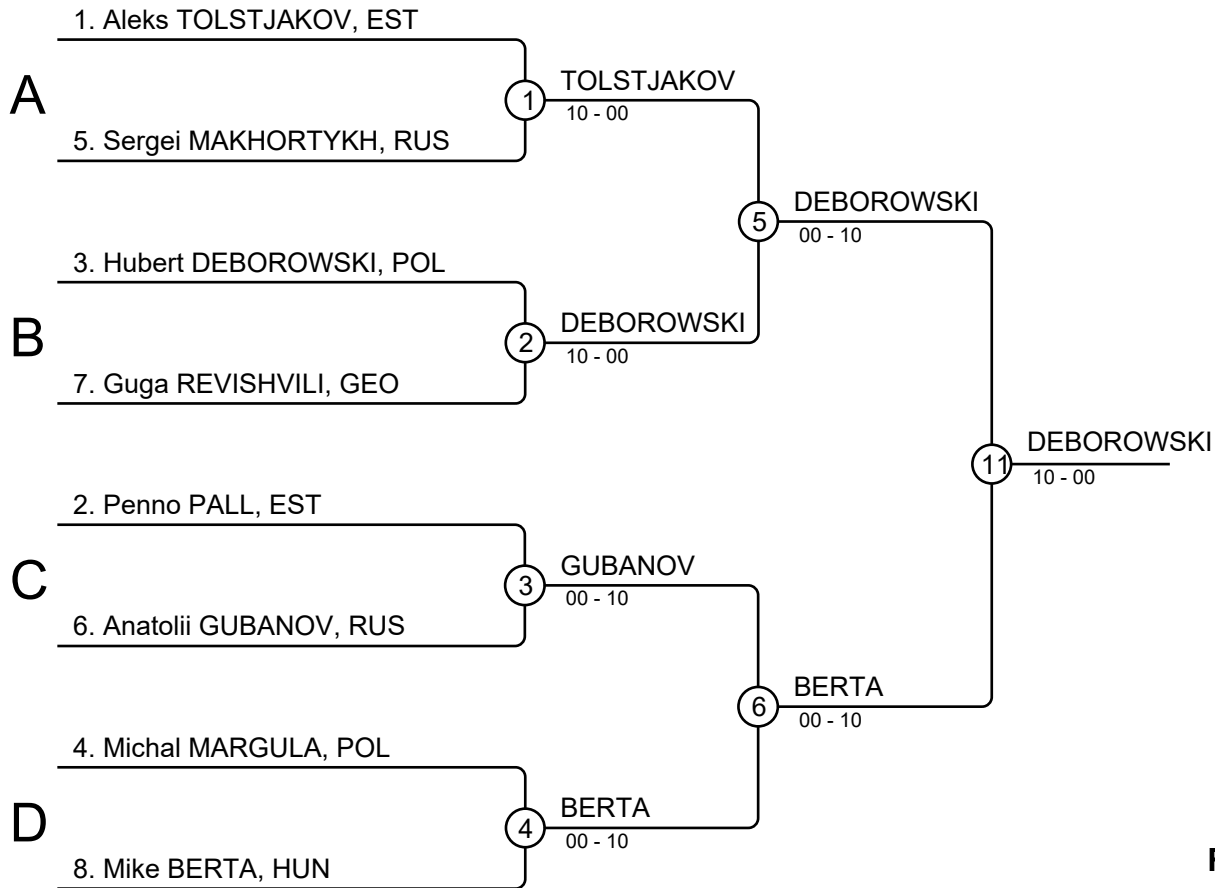 1. Aleks TOLSTJAKOV, EST
A
1
TOLSTJAKOV
10 - 00
5. Sergei MAKHORTYKH, RUS
5
DEBOROWSKI
00 - 10
3. Hubert DEBOROWSKI, POL
B
2
DEBOROWSKI
10 - 00
7. Guga REVISHVILI, GEO
11
DEBOROWSKI
10 - 00
2. Penno PALL, EST
C
3
GUBANOV
00 - 10
6. Anatolii GUBANOV, RUS
6
BERTA
00 - 10
4. Michal MARGULA, POL
D
4
BERTA
00 - 10
8. Mike BERTA, HUN